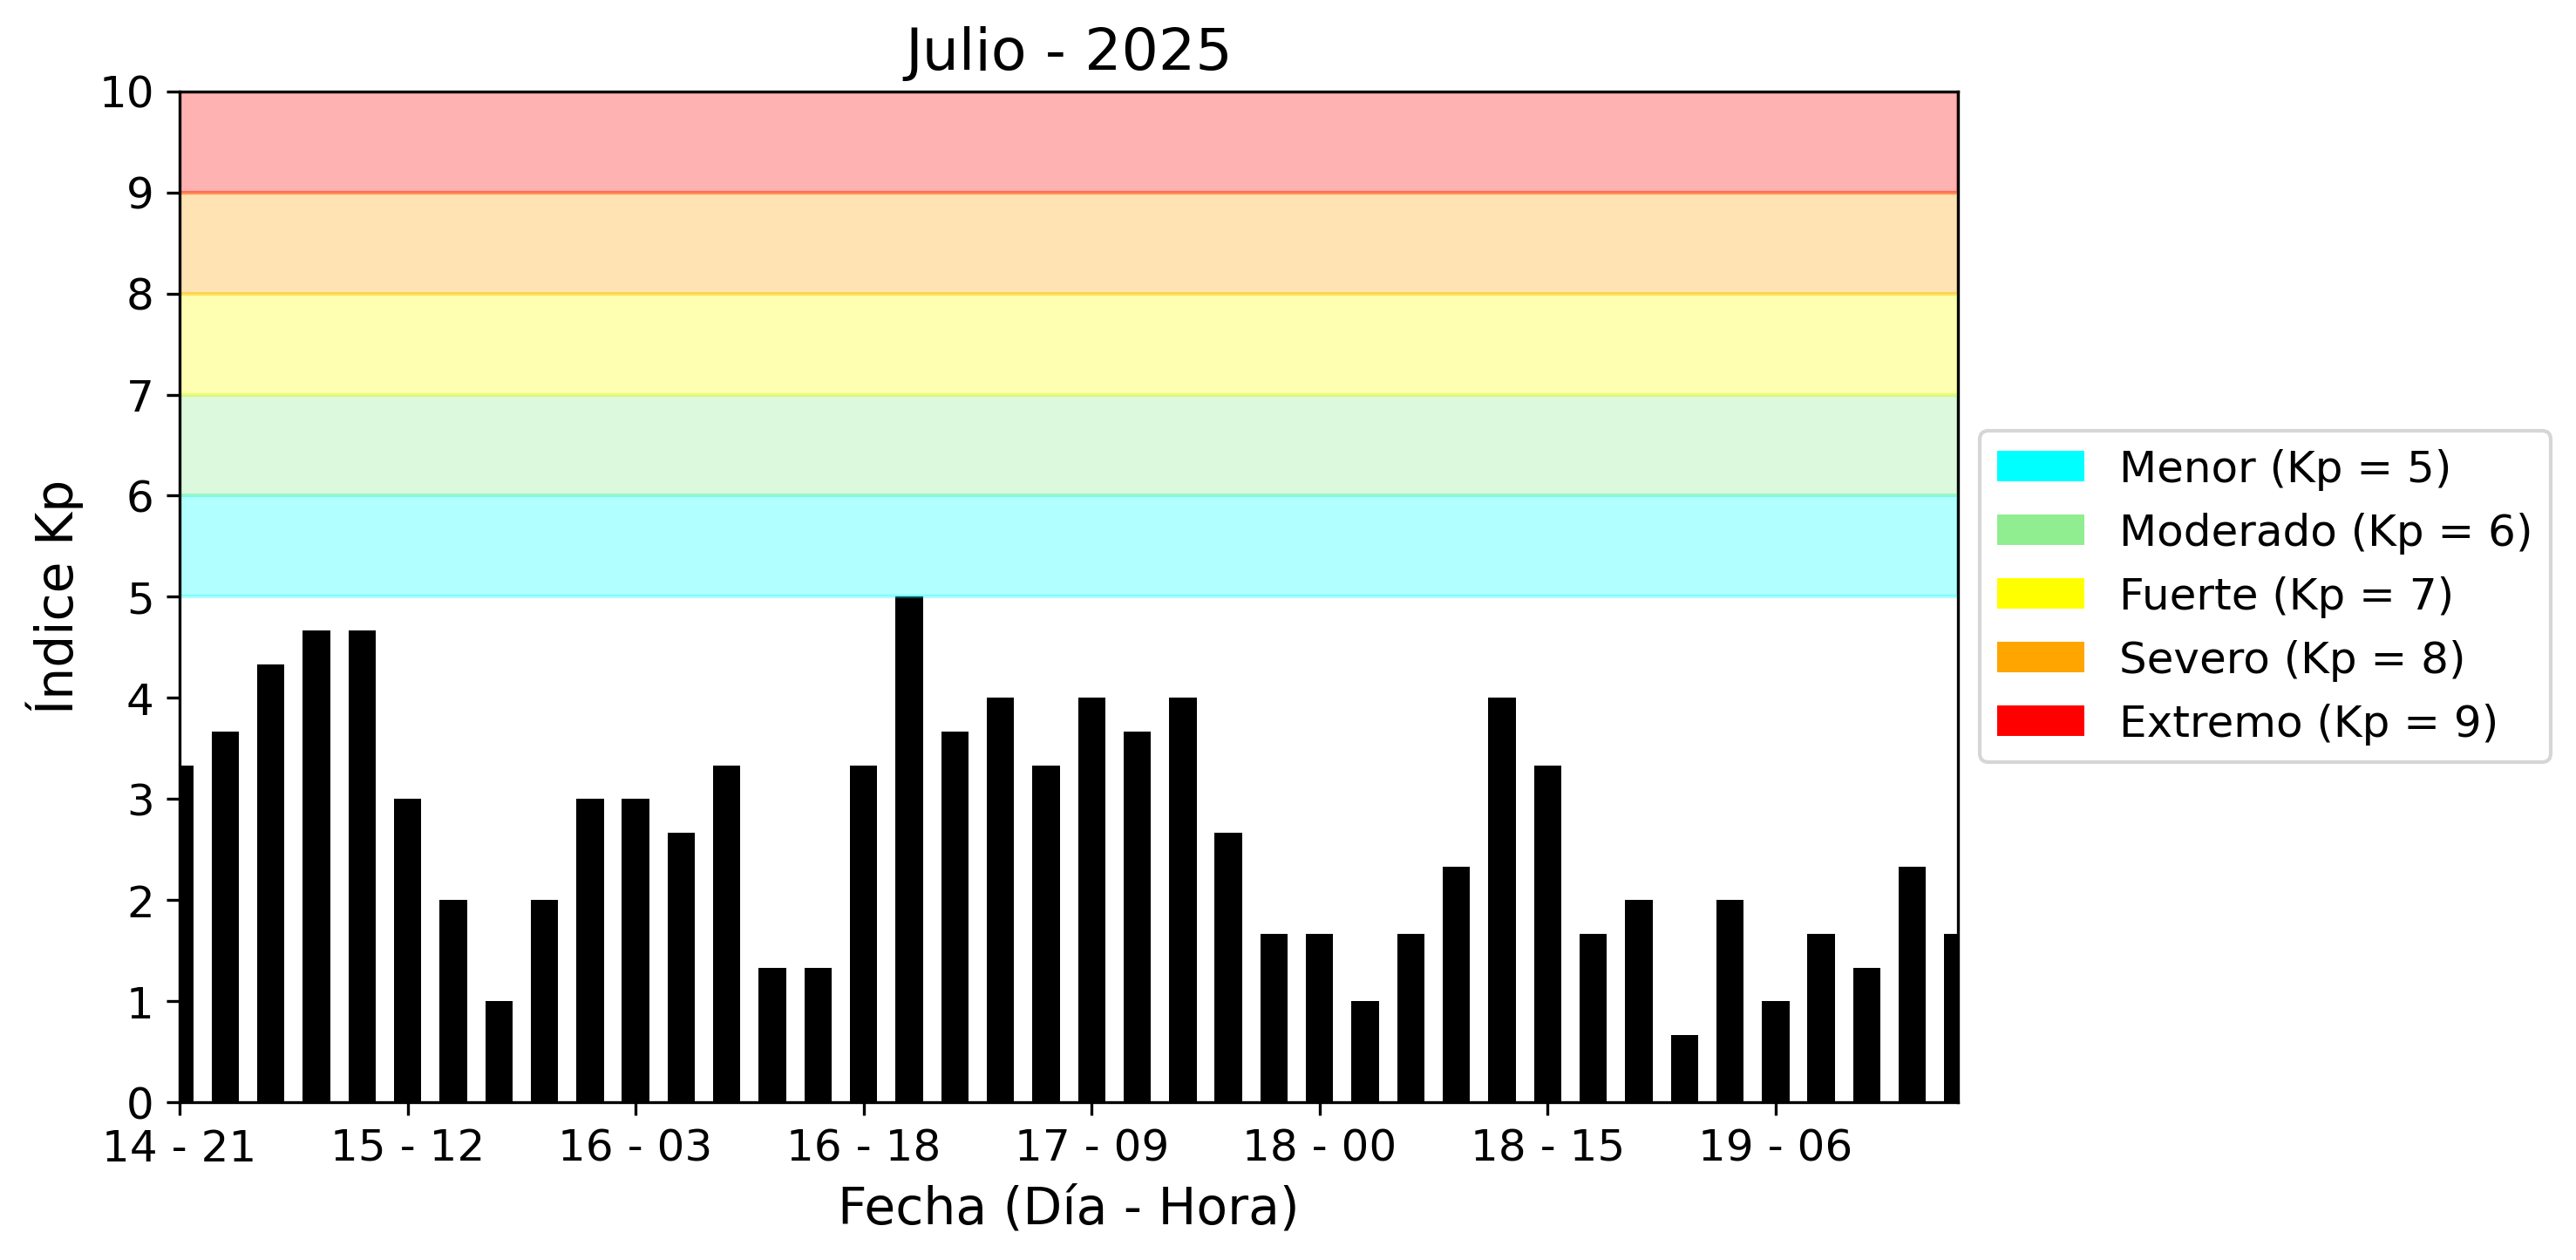 Julio - 2025
10
9
8
7
6
5
4
3
2
1
0
Índice Kp
14 - 21
15 - 12
16 - 03
16 - 18
17 - 09
18 - 00
18 - 15
19 - 06
Fecha (Día - Hora)
Menor (Kp = 5)
Moderado (Kp = 6)
Fuerte (Kp = 7)
Severo (Kp = 8)
Extremo (Kp = 9)